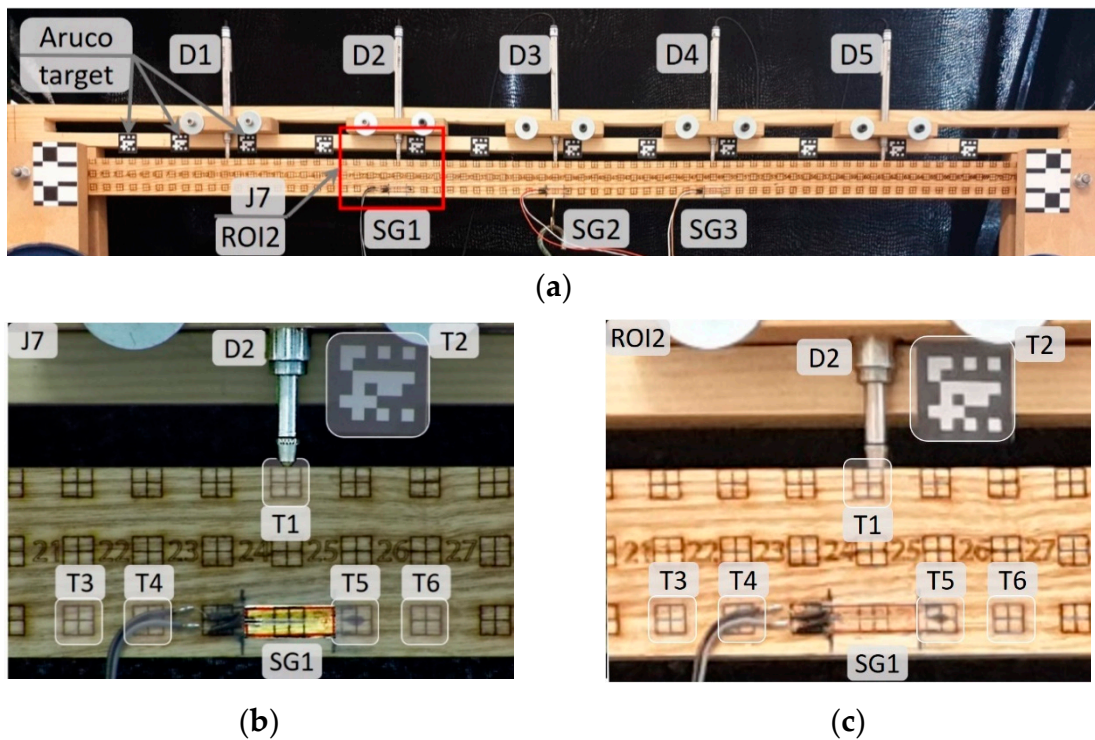 Aruco
target
D1
D2
D3
D4
D5
J7
ROI2
SG1
SG2
SG3
(a)
J7
D2
T2
T1
21 22 23 24 25 26 27
T3
T4
T5
T6
SG1
(b)
ROI2
D2
T2
T1
21 22 23 24 25 26 27
T3
T4
T5
T6
SG1
(c)